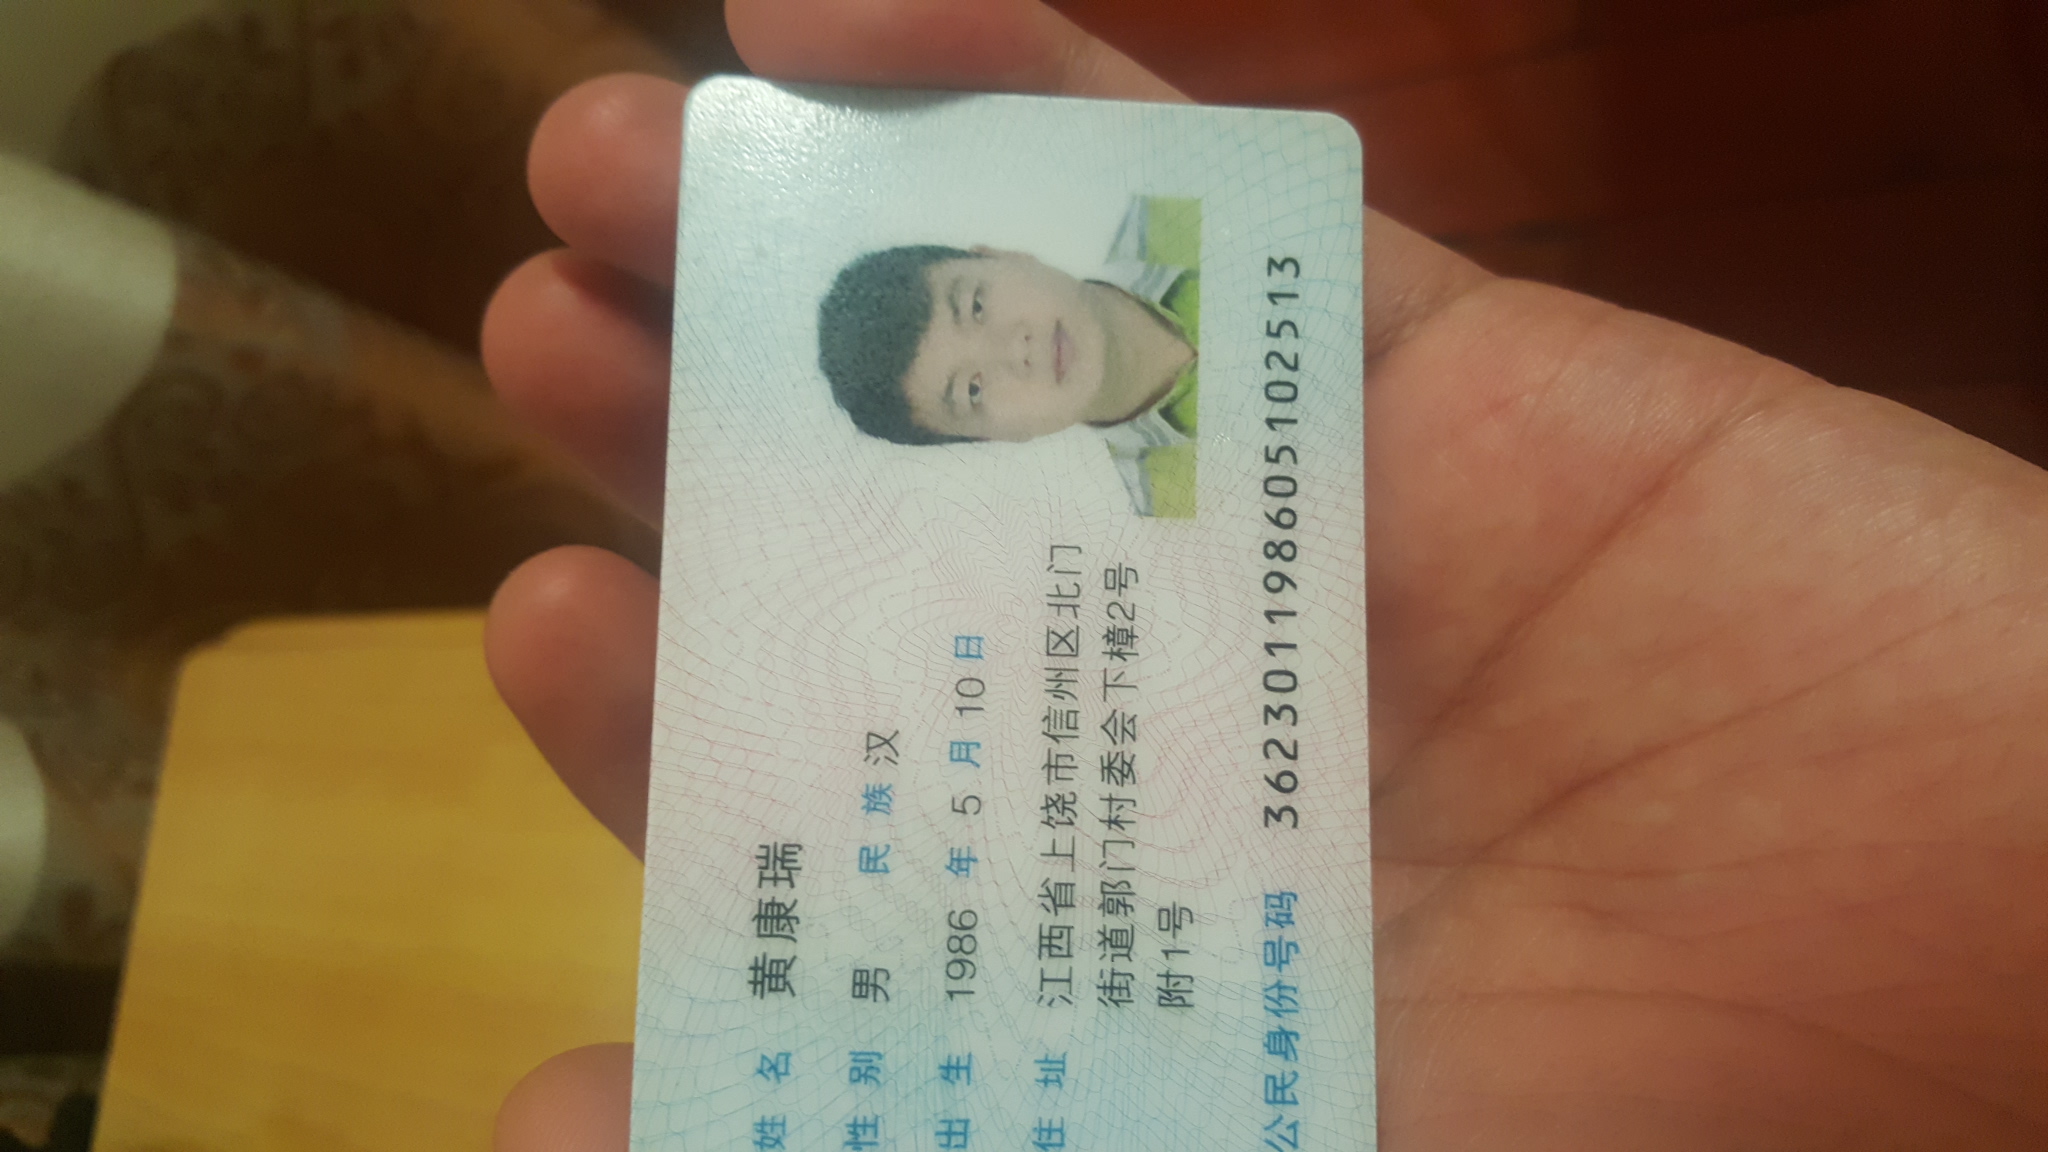 姓名 黄康瑞
性别 男 民族 汉
出生 1986 年 5 月 10 日
住址 江西省上饶市信州区北门
街道郭门村委会下樟2号
附1号
公民身份号码 362301198605102513